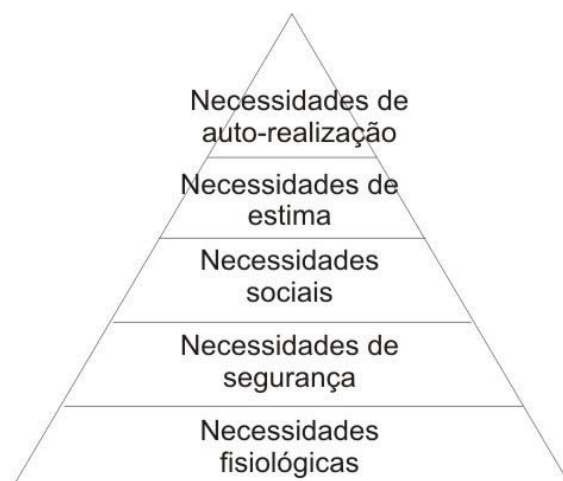 Necessidades de
auto-realização
Necessidades de
estima
Necessidades
sociais
Necessidades de
segurança
Necessidades
fisiológicas